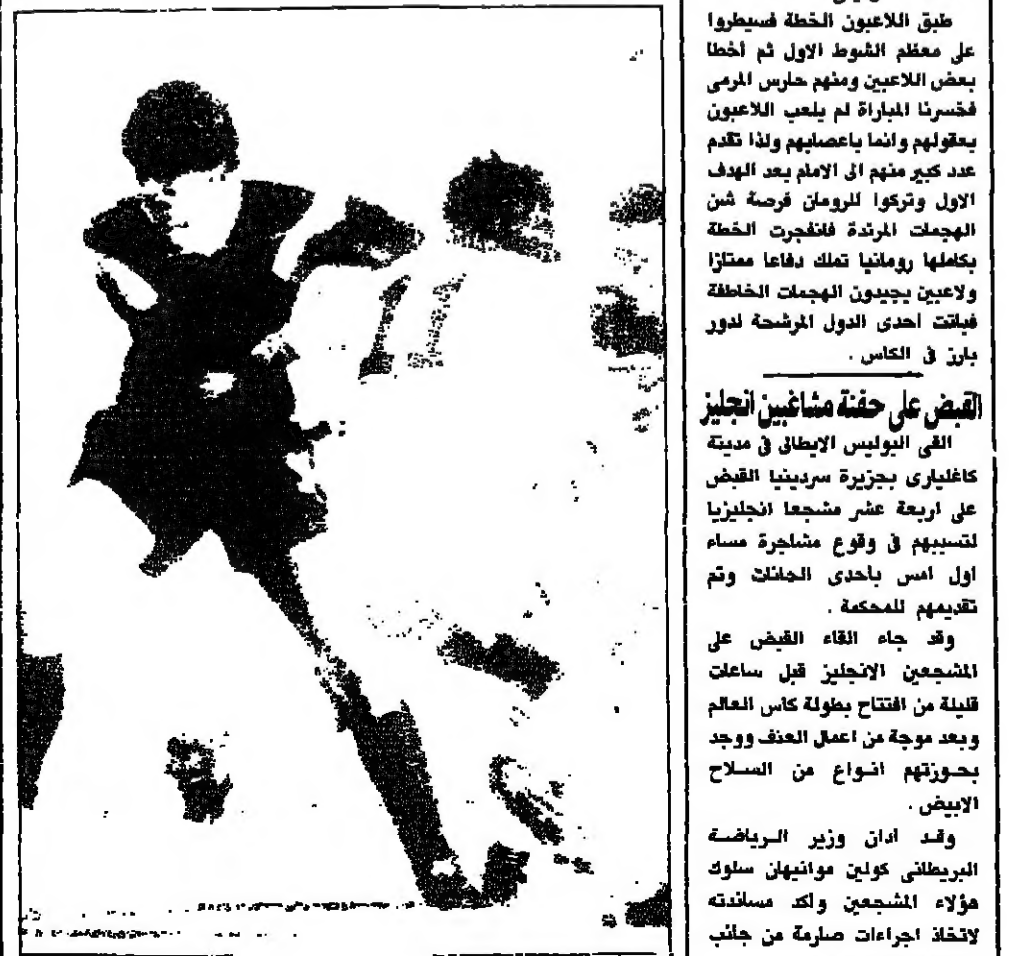 طبق اللاعبون الخطة فسيطروا
على معظم الشوط الاول ثم أخطا
بعض اللاعبين ومنهم حارس المرمى
فخسرنا المباراة لم يلعب اللاعبون
بعقولهم وانما باعصابهم ولذا تقدم
عدد كبير منهم الى الامام بعد الهدف
الاول وتركوا للرومان فرصة شن
الهجمات المرتدة فانفجرت الخطة
بكاملها رومانيا تملك دفاعا ممتازا
ولاعبين يجيدون الهجمات الخاطفة
فباتت أحدى الدول المرشحة لدور
بارز في الكاس .
القبض على حفنة مشاغبين انجليز
القى البوليس الايطالى في مدينة
كاغليارى بجزيرة سردينيا القبض
على اربعة عشر مشجعا انجليزيا
لتسببهم في وقوع مشاجرة مساء
اول امس بأحدى الحانات وتم
تقديمهم للمحكمة .
وقد جاء القاء القبض على
المشجعين الانجليز قبل ساعات
قليلة من افتتاح بطولة كاس العالم
وبعد موجة من اعمال العنف ووجد
بحوزتهم انواع من السلاح
الابيض .
وقد ادان وزير الرياضة
البريطانى كولين موانيهان سلوك
هؤلاء المشجعين واكد مساندته
لاتخاذ اجراءات صارمة من جانب